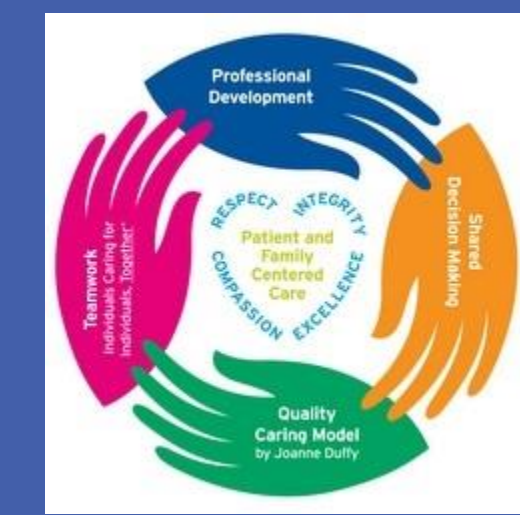 Professional
Development
Shared
Decision Making
Quality
Caring Model
by Joanne Duffy
Teamwork
Individuals Caring for
Individuals, Together®
RESPECT
INTEGRITY
COMPASSION
EXCELLENCE
Patient and
Family
Centered
Care